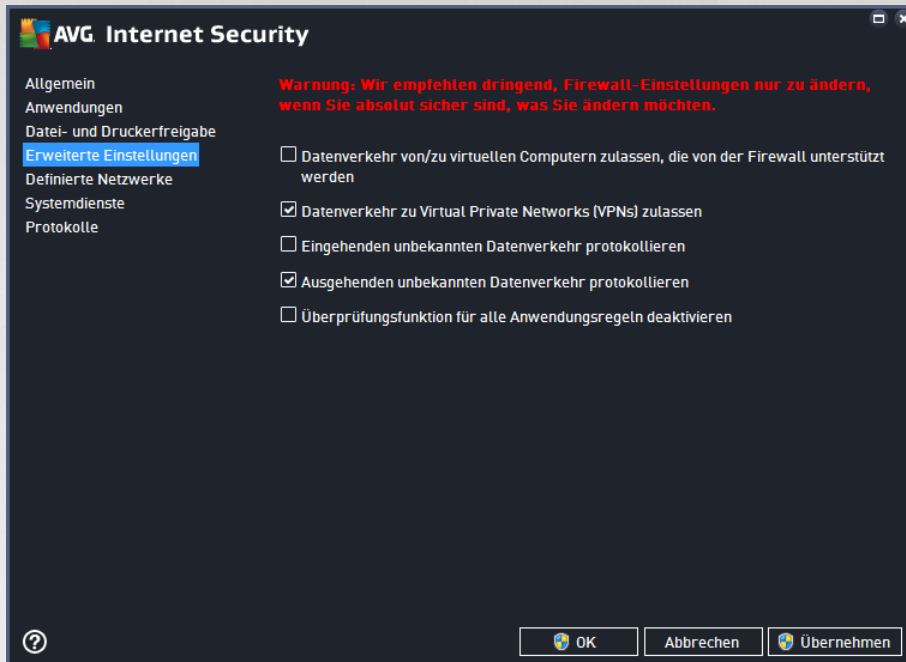 AVG Internet Security
Allgemein
Anwendungen
Datei- und Druckerfreigabe
Erweiterte Einstellungen
Definierte Netzwerke
Systemdienste
Protokolle
Warnung: Wir empfehlen dringend, Firewall-Einstellungen nur zu ändern,
wenn Sie absolut sicher sind, was Sie ändern möchten.
Datenverkehr von/zu virtuellen Computern zulassen, die von der Firewall unterstützt
werden
Datenverkehr zu Virtual Private Networks (VPNs) zulassen
Eingehenden unbekannten Datenverkehr protokollieren
Ausgehenden unbekannten Datenverkehr protokollieren
Überprüfungsfunktion für alle Anwendungsregeln deaktivieren
?
OK
Abbrechen
Übernehmen